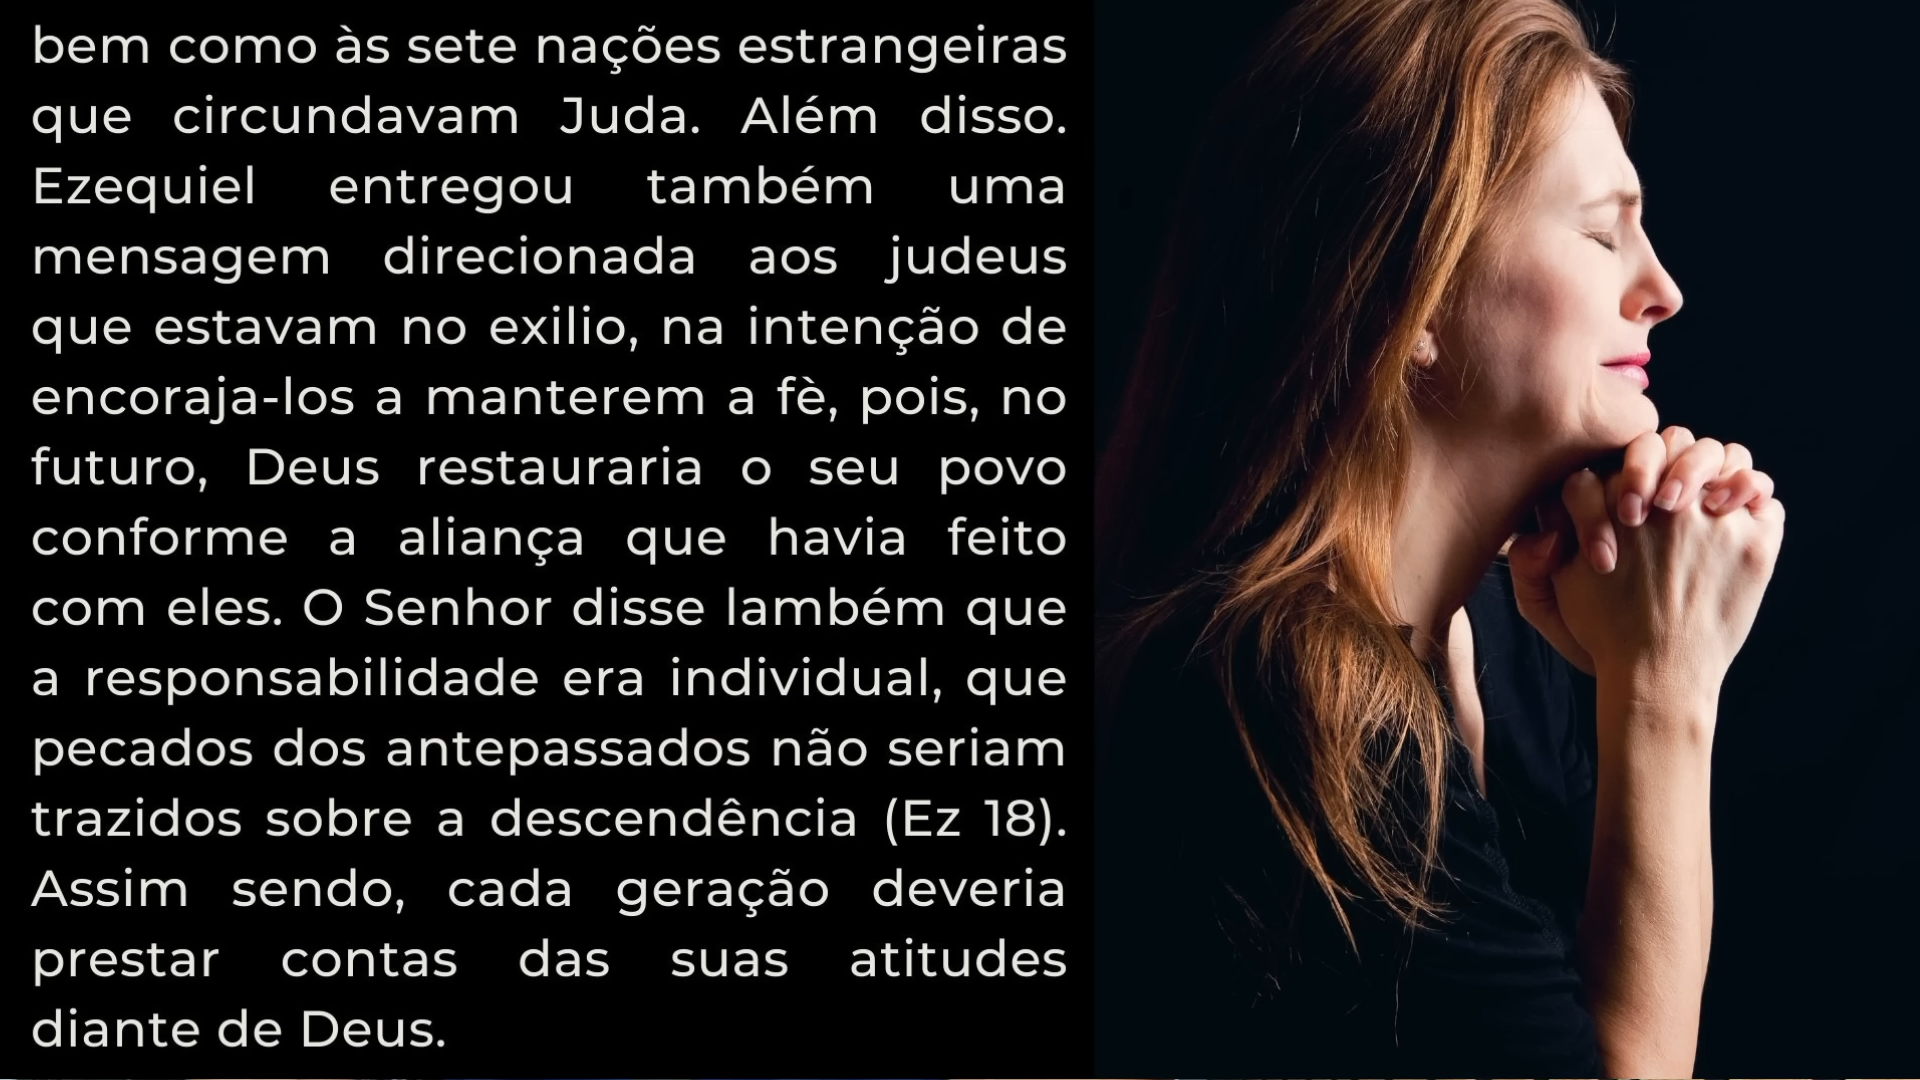 bem como às sete nações estrangeiras
que circundavam Juda. Além disso.
Ezequiel entregou também uma
mensagem direcionada aos judeus
que estavam no exilio, na intenção de
encoraja-los a manterem a fè, pois, no
futuro, Deus restauraria o seu povo
conforme a aliança que havia feito
com eles. O Senhor disse lambém que
a responsabilidade era individual, que
pecados dos antepassados não seriam
trazidos sobre a descendência (Ez 18).
Assim sendo, cada geração deveria
prestar contas das suas atitudes
diante de Deus.